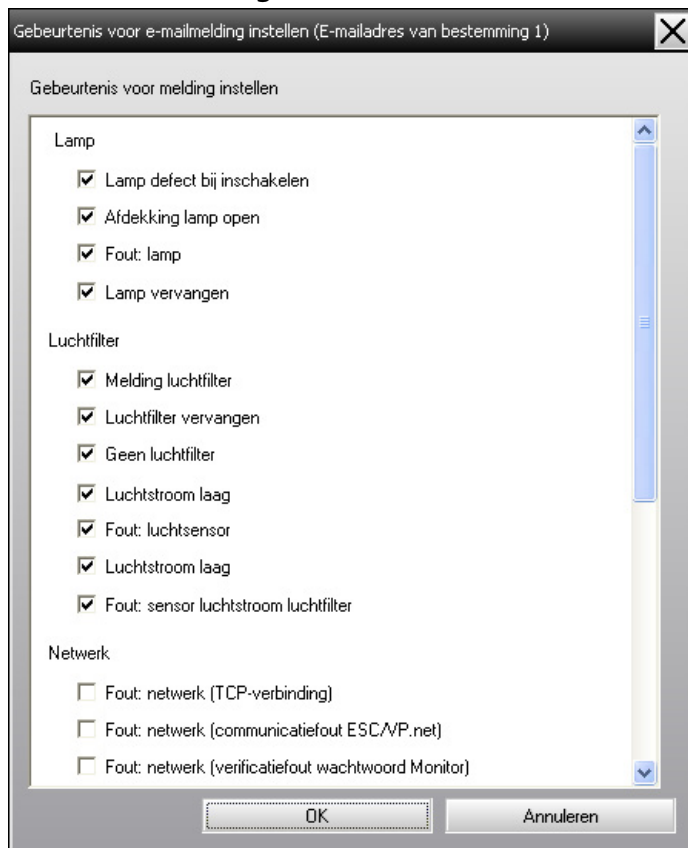 Gebeurtenis voor e-mailmelding instellen (E-mailadres van bestemming 1)
Gebeurtenis voor melding instellen
Lamp
Lamp defect bij inschakelen
Afdekking lamp open
Fout: lamp
Lamp vervangen
Luchtfilter
Melding luchtfilter
Luchtfilter vervangen
Geen luchtfilter
Luchtstroom laag
Fout: luchtsensor
Luchtstroom laag
Fout: sensor luchtstroom luchtfilter
Netwerk
Fout: netwerk (TCP-verbinding)
Fout: netwerk (communicatiefout ESC/VP.net)
Fout: netwerk (verificatiefout wachtwoord Monitor)
OK
Annuleren